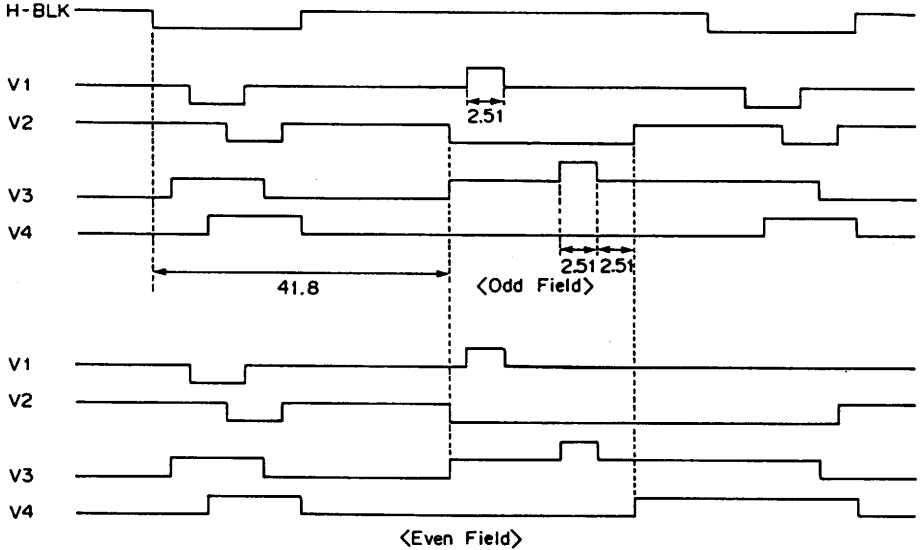 H-BLK
V1
2.51
V2
V3
V4
2.51 2.51
41.8
<Odd Field>
V1
V2
V3
V4
<Even Field>